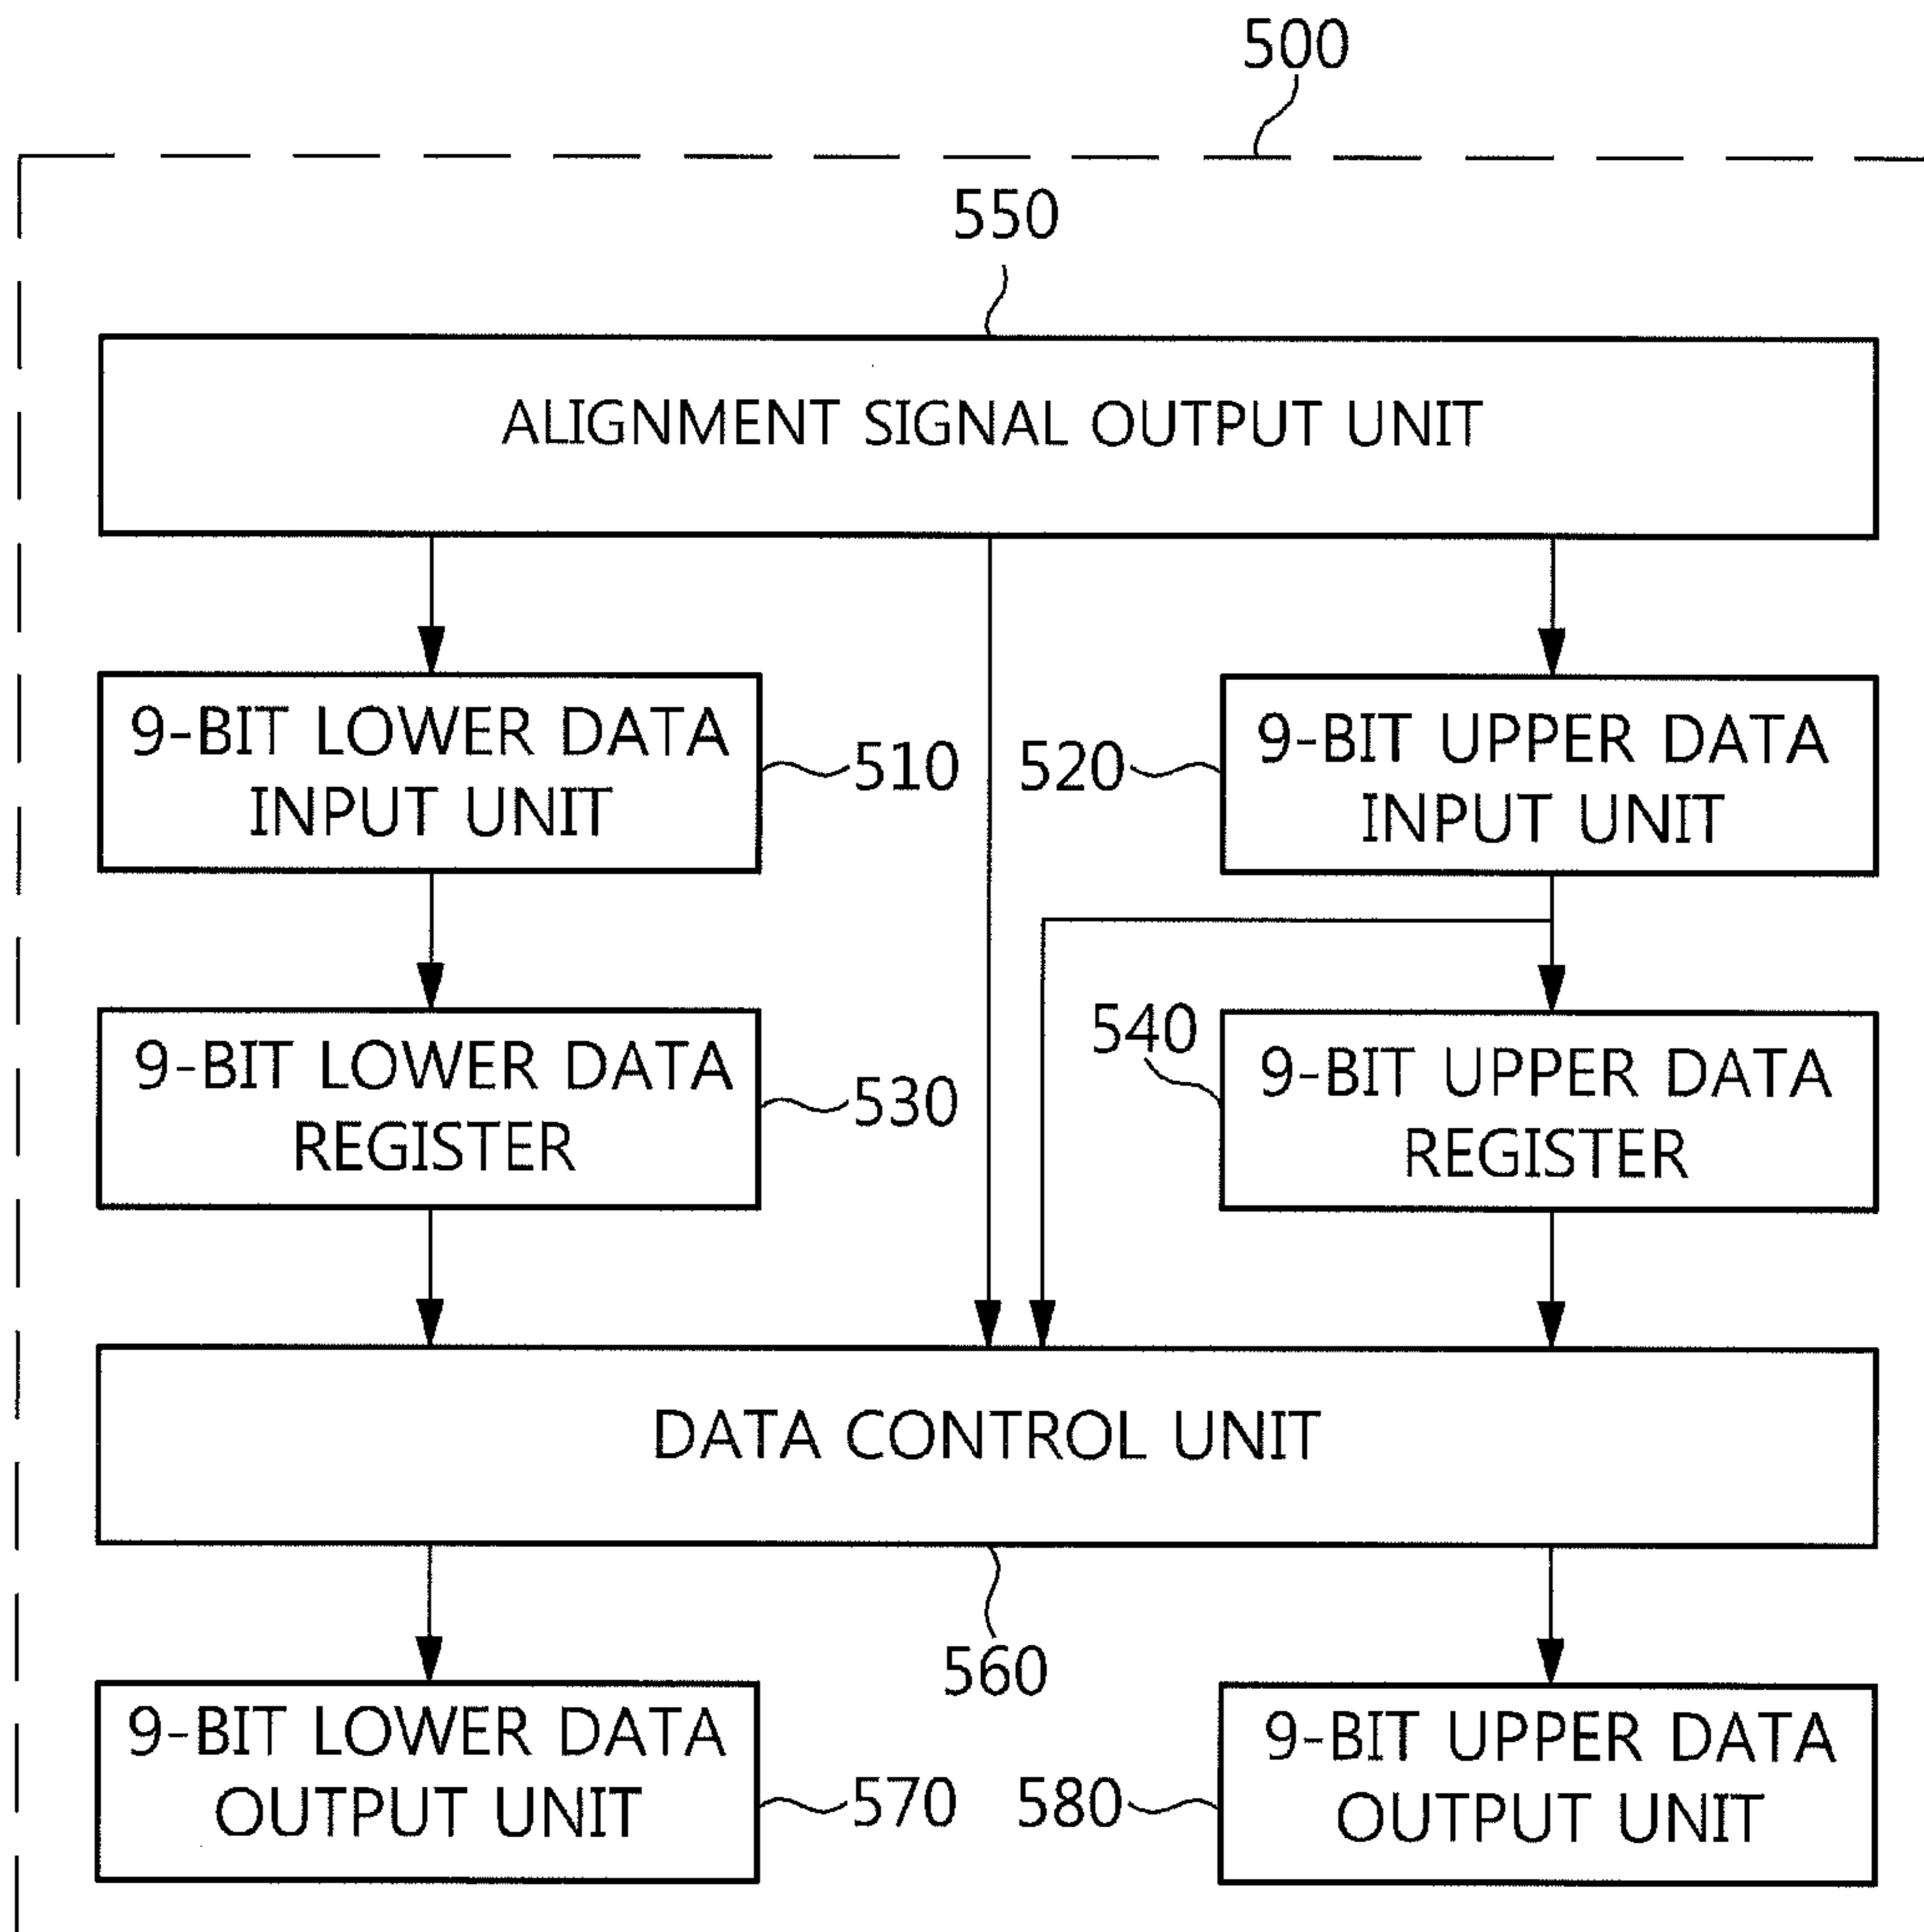 500
550
ALIGNMENT SIGNAL OUTPUT UNIT
9-BIT LOWER DATA
INPUT UNIT
510
520
9-BIT UPPER DATA
INPUT UNIT
9-BIT LOWER DATA
REGISTER
530
540
9-BIT UPPER DATA
REGISTER
DATA CONTROL UNIT
560
9-BIT LOWER DATA
OUTPUT UNIT
570
580
9-BIT UPPER DATA
OUTPUT UNIT